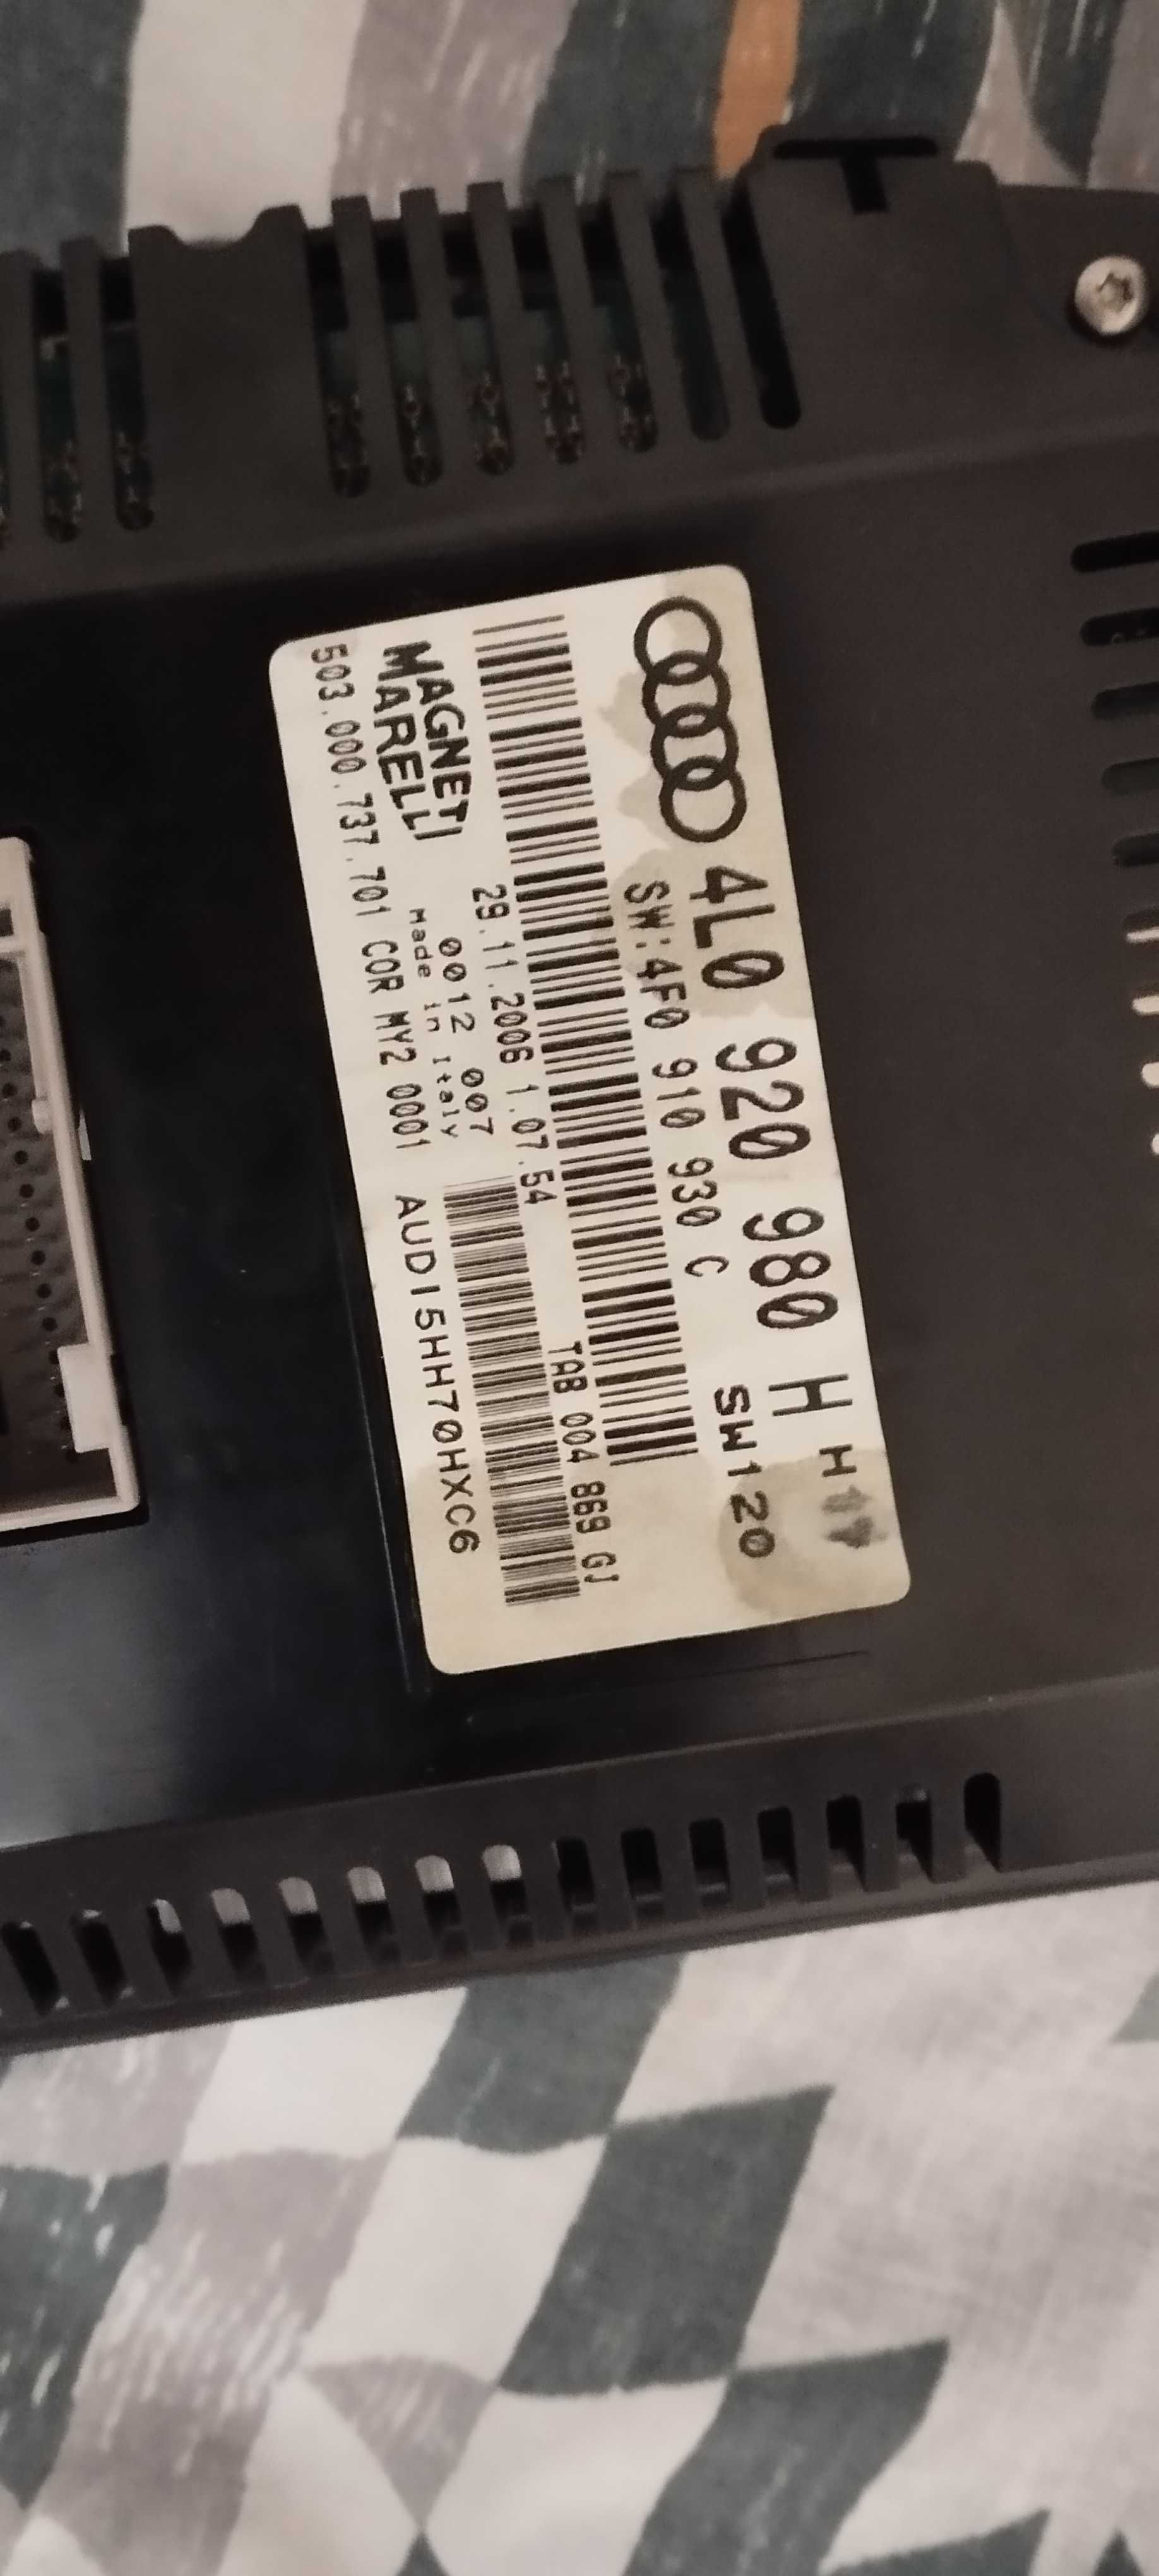 4L0 920 980 H H
SW:4F0 910 930 C SW120
29.11.2006 1.07.54 TAB 004 869 GJ
MAGNETI
MARELLI
0012 007
Made in Italy
503.000.737.701 COR MY2 0001 AUDI5HH70HXC6